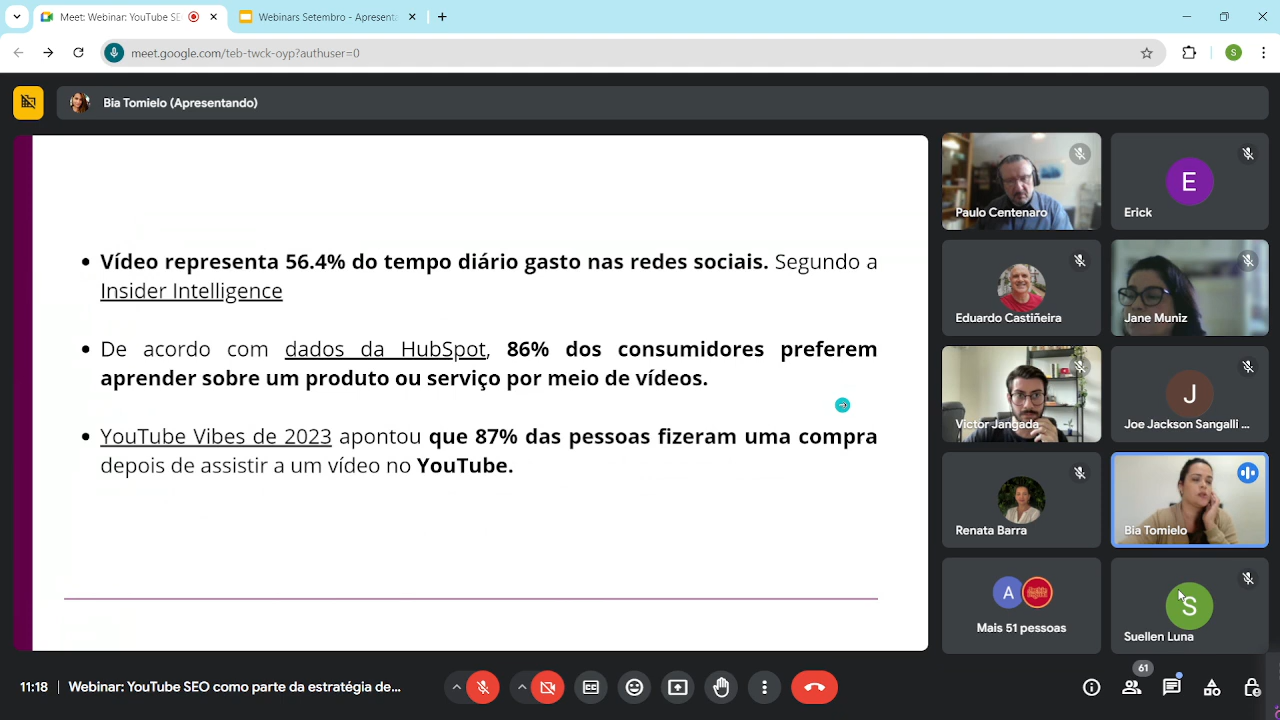 Meet: YouTube SE
Webinars Setembro - Apresent
meet.google.com/teb-twck-oyp?authuser=0
S
Bia Tomielo (Apresentando)
• Vídeo representa 56.4% do tempo diário gasto nas redes sociais. Segundo a
Insider Intelligence
• De acordo com dados da HubSpot, 86% dos consumidores preferem
aprender sobre um produto ou serviço por meio de vídeos.
• YouTube Vibes de 2023 apontou que 87% das pessoas fizeram uma compra
depois de assistir a um vídeo no YouTube.
Paulo Centenaro
E
Erick
Eduardo Castiñeira
Jane Muniz
Victor Jangada
J
Joe Jackson Sangalli ...
Renata Barra
Bia Tomielo
A
Mais 51 pessoas
S
Suellen Luna
11:18 | Webinar: YouTube SEO como parte da estratégia de...
61